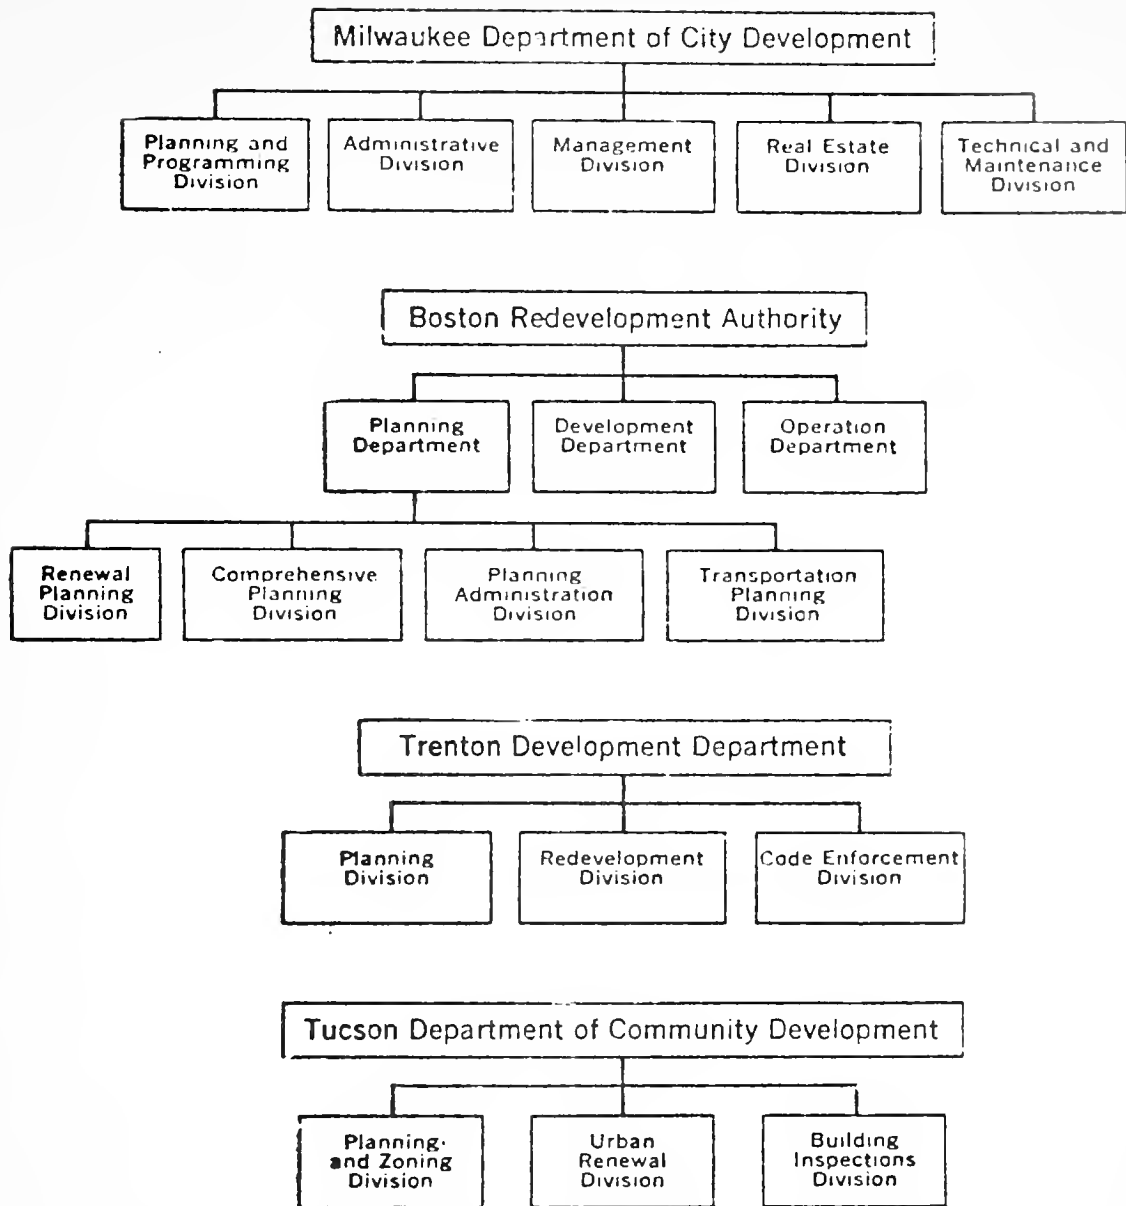 Milwaukee Department of City Development
Planning and
Programming
Division
Administrative
Division
Management
Division
Real Estate
Division
Technical and
Maintenance
Division
Boston Redevelopment Authority
Planning
Department
Development
Department
Operation
Department
Renewal
Planning
Division
Comprehensive
Planning
Division
Planning
Administration
Division
Transportation
Planning
Division
Trenton Development Department
Planning
Division
Redevelopment
Division
Code Enforcement
Division
Tucson Department of Community Development
Planning
and Zoning
Division
Urban
Renewal
Division
Building
Inspections
Division